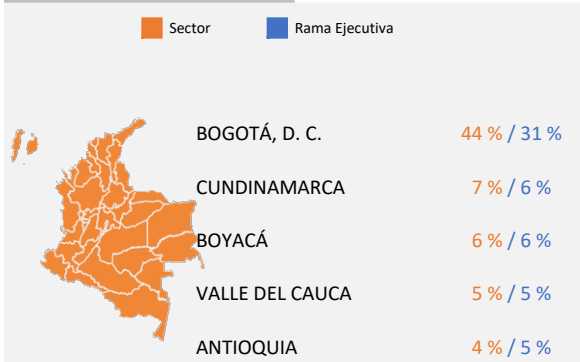 Sector Rama Ejecutiva
BOGOTÁ, D. C. 44 % / 31 %
CUNDINAMARCA 7 % / 6 %
BOYACÁ 6 % / 6 %
VALLE DEL CAUCA 5 % / 5 %
ANTIOQUIA 4 % / 5 %